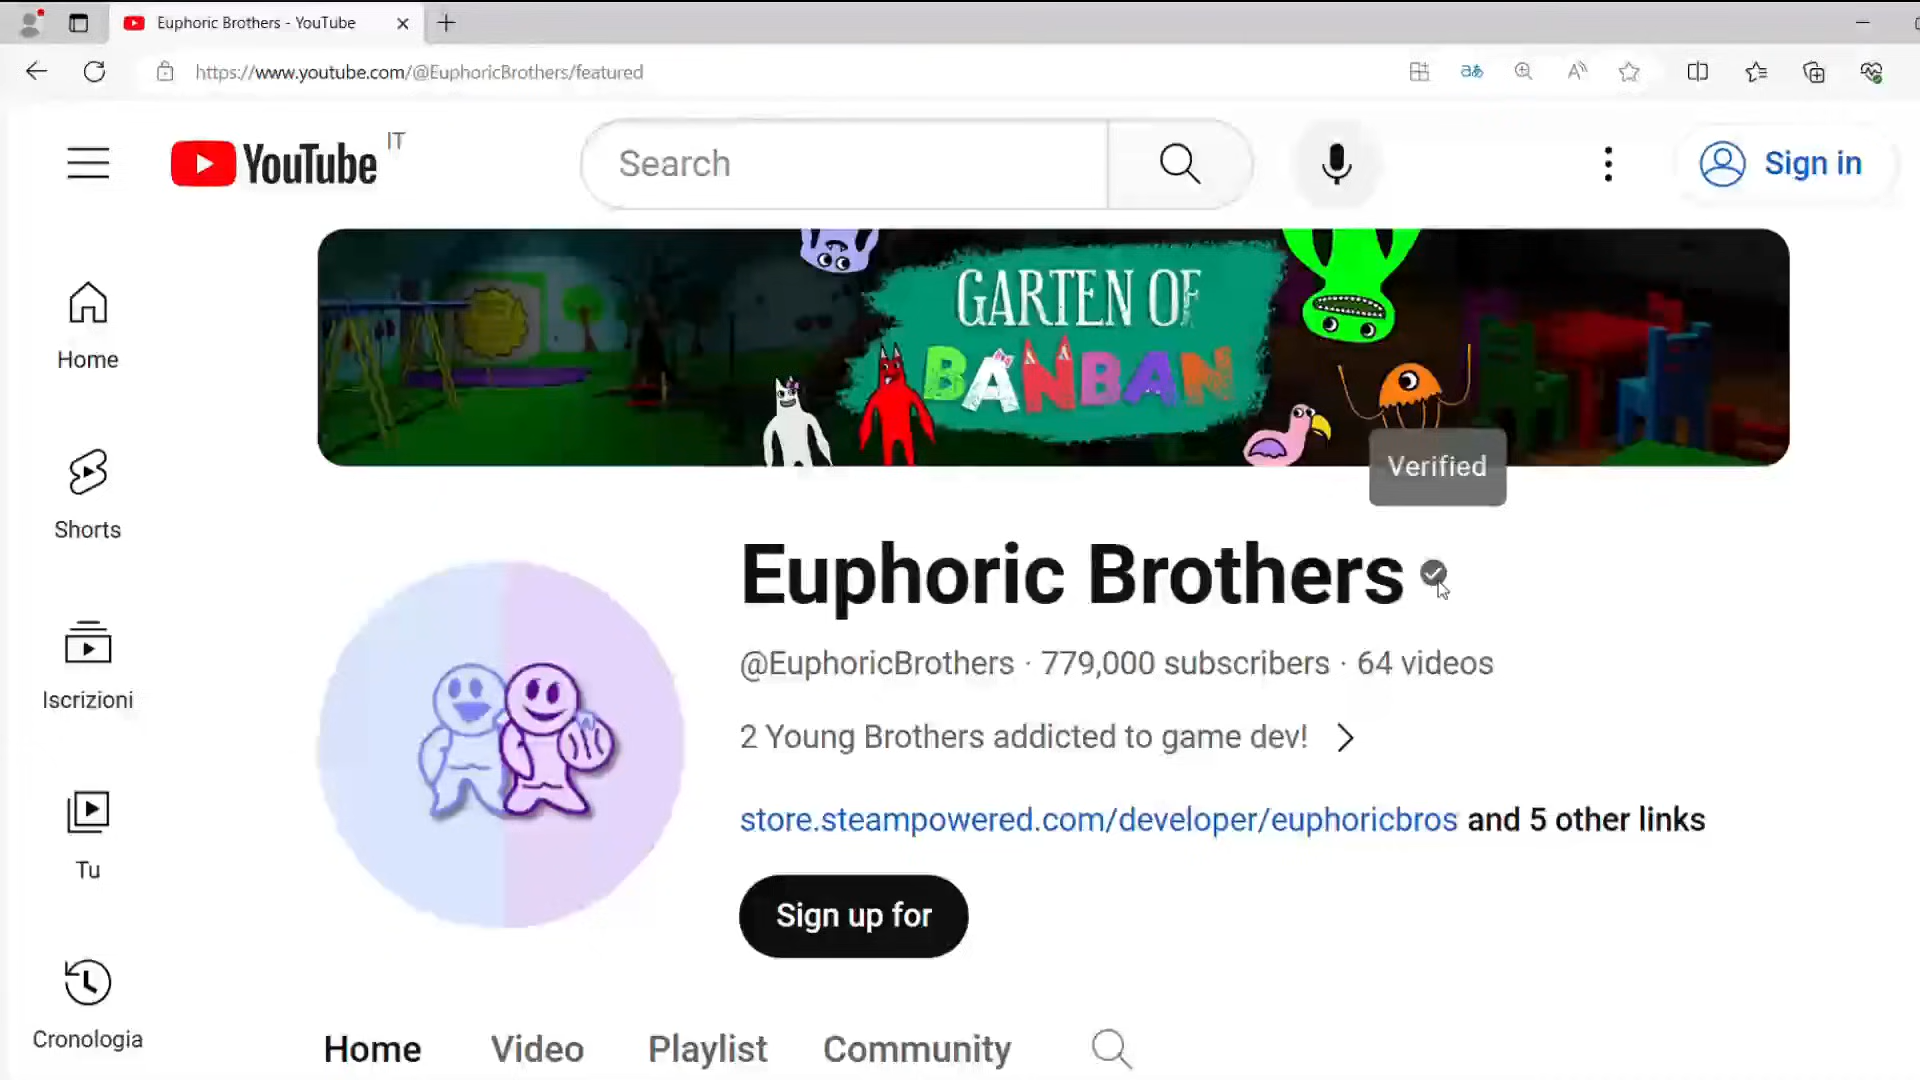 Euphoric Brothers - YouTube
https://www.youtube.com/@EuphoricBrothers/featured
YouTube IT
Search
Sign in
GARTEN OF
BANBAN
Verified
Home
Shorts
Iscrizioni
Tu
Cronologia
Euphoric Brothers
@EuphoricBrothers · 779,000 subscribers · 64 videos
2 Young Brothers addicted to game dev!
store.steampowered.com/developer/euphoricbros and 5 other links
Sign up for
Home Video Playlist Community